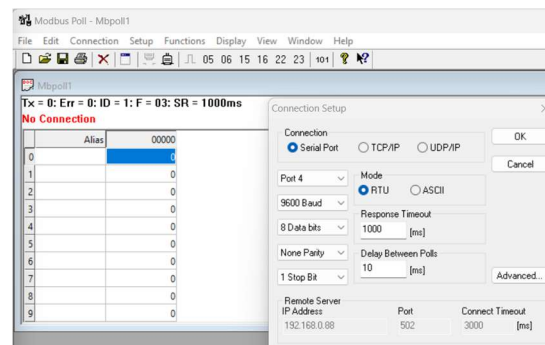 Modbus Poll - Mbpoll1
File Edit Connection Setup Functions Display View Window Help
05 06 15 16 22 23 101
Mbpoll1
Tx = 0: Err = 0: ID = 1: F = 03: SR = 1000ms
No Connection
Alias 00000
0 0
1 0
2 0
3 0
4 0
5 0
6 0
7 0
8 0
9 0
Connection Setup
Connection
Serial Port TCP/IP UDP/IP
OK
Cancel
Port 4
9600 Baud
8 Data bits
None Parity
1 Stop Bit
Mode
RTU ASCII
Response Timeout
1000 [ms]
Delay Between Polls
10 [ms]
Advanced...
Remote Server
IP Address Port Connect Timeout
192.168.0.88 502 3000 [ms]